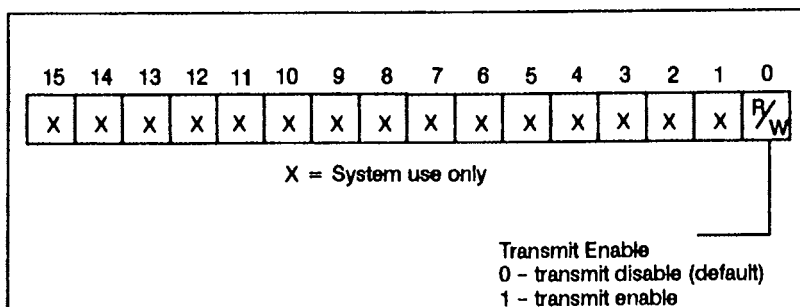 15 14 13 12 11 10 9 8 7 6 5 4 3 2 1 0
X X X X X X X X X X X X X X X R/W
X = System use only
Transmit Enable
0 – transmit disable (default)
1 – transmit enable